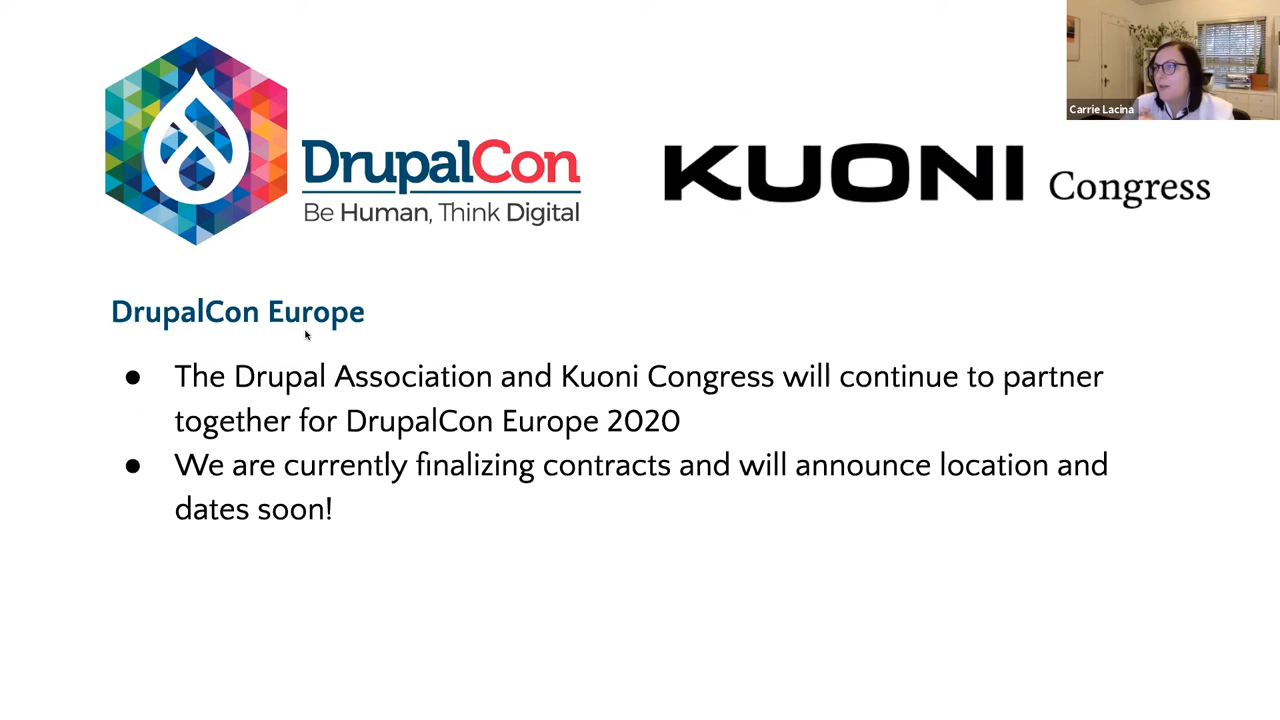 DrupalCon
Be Human, Think Digital
KUONI Congress
Carrie Lacina
DrupalCon Europe
● The Drupal Association and Kuoni Congress will continue to partner
together for DrupalCon Europe 2020
● We are currently finalizing contracts and will announce location and
dates soon!